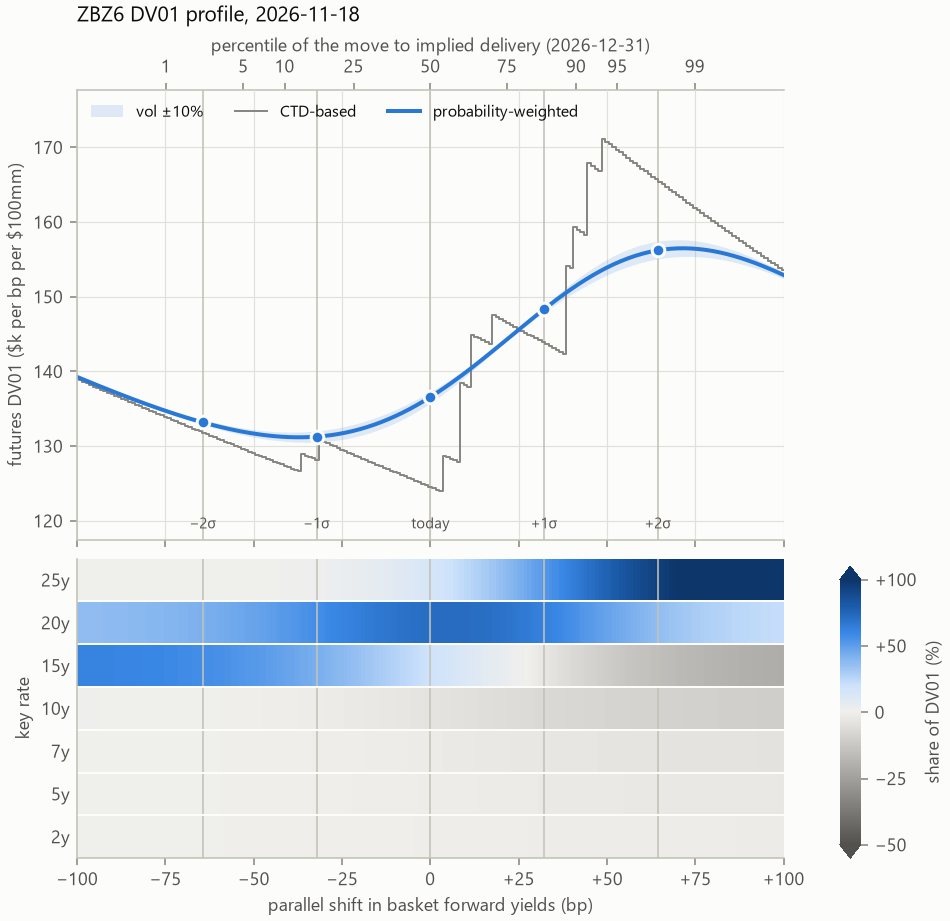 ZBZ6 DV01 profile, 2026-11-18
percentile of the move to implied delivery (2026-12-31)
1 5 10 25 50 75 90 95 99
vol ±10% CTD-based probability-weighted
futures DV01 ($k per bp per $100mm)
170
160
150
140
130
120
−2σ −1σ today +1σ +2σ
key rate
25y
20y
15y
10y
7y
5y
2y
−100 −75 −50 −25 0 +25 +50 +75 +100
parallel shift in basket forward yields (bp)
+100
+50
0
−25
−50
share of DV01 (%)